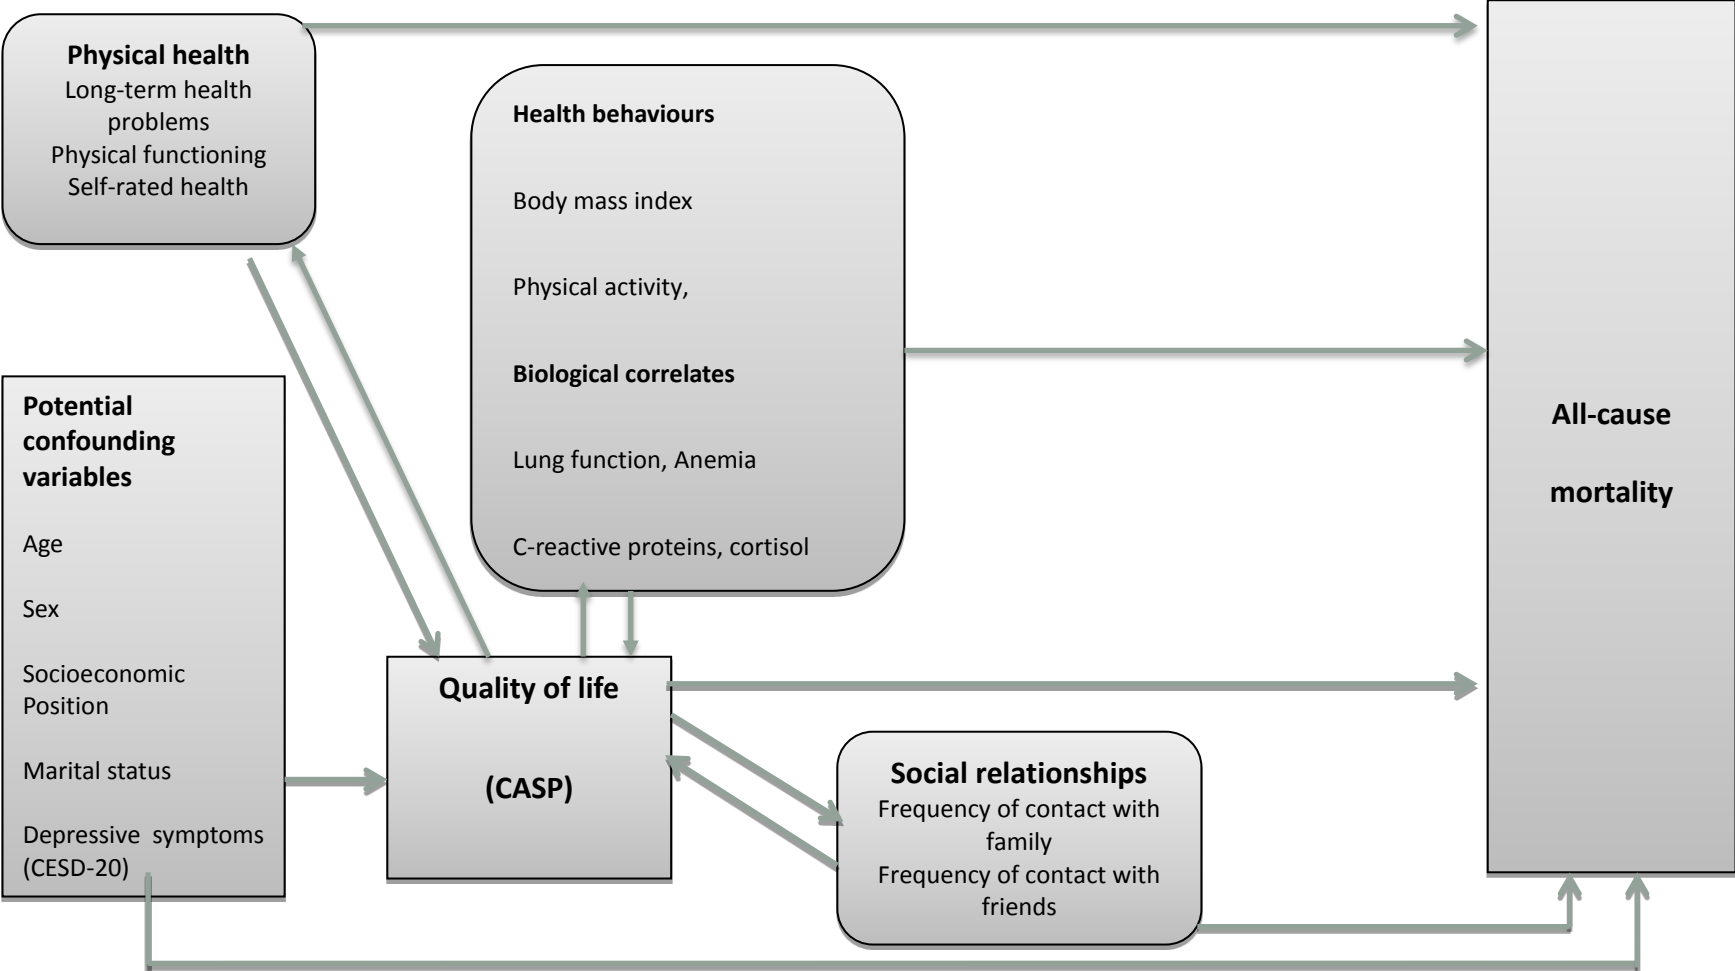 Physical health
Long-term health
problems
Physical functioning
Self-rated health
Health behaviours
Body mass index
Physical activity,
Biological correlates
Lung function, Anemia
C-reactive proteins, cortisol
Potential
confounding
variables
Age
Sex
Socioeconomic
Position
Marital status
Depressive symptoms
(CESD-20)
Quality of life
(CASP)
Social relationships
Frequency of contact with
family
Frequency of contact with
friends
All-cause
mortality